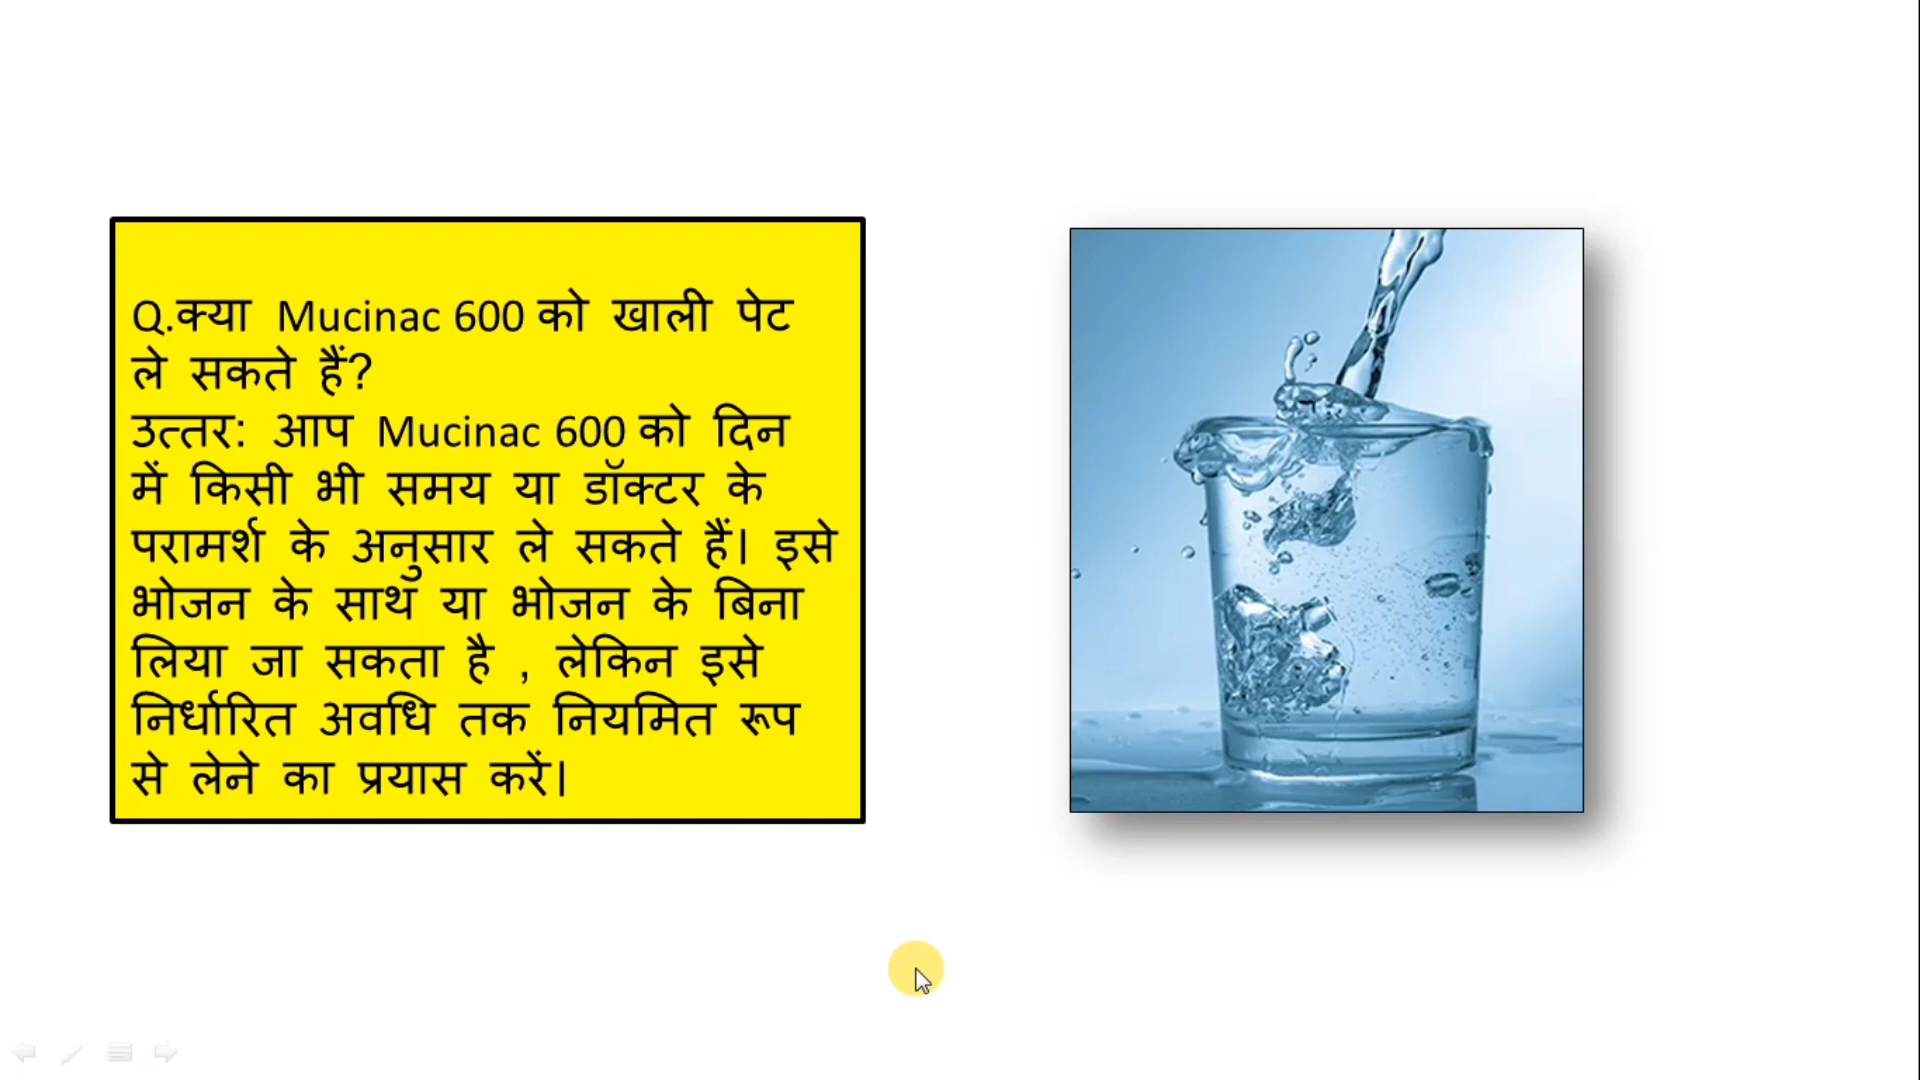 Q.क्या Mucinac 600 को खाली पेट
ले सकते हैं?
उत्तर: आप Mucinac 600 को दिन
में किसी भी समय या डॉक्टर के
परामर्श के अनुसार ले सकते हैं। इसे
भोजन के साथ या भोजन के बिना
लिया जा सकता है , लेकिन इसे
निर्धारित अवधि तक नियमित रूप
से लेने का प्रयास करें।